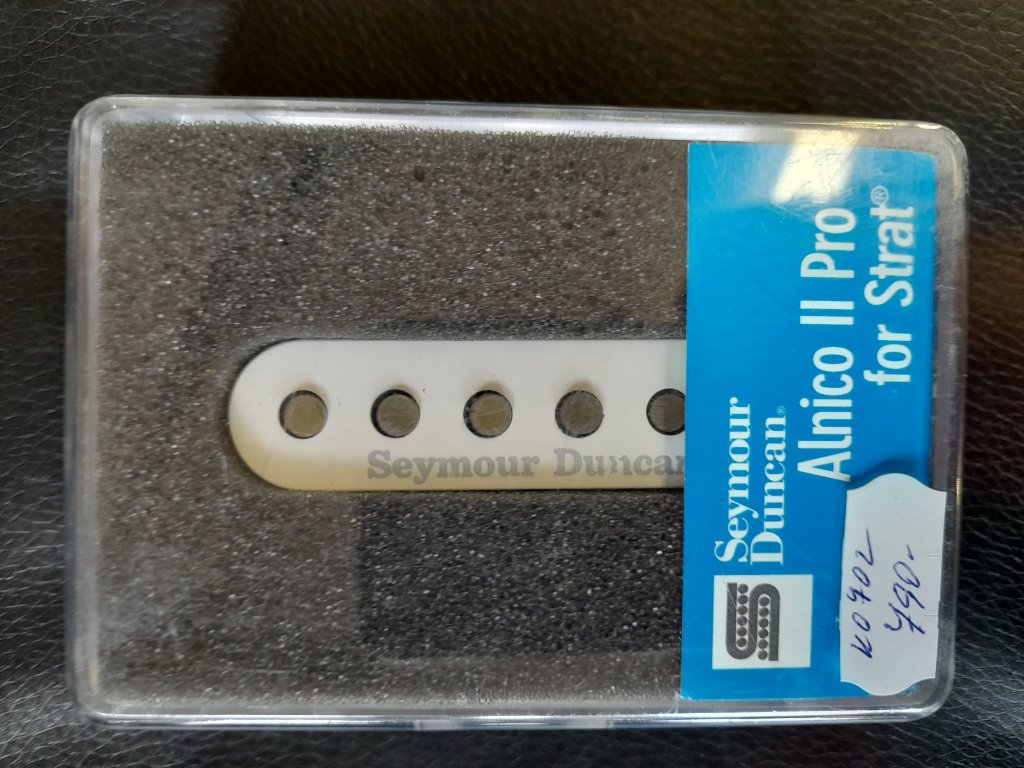 Seymour Duncan
Seymour
Duncan®
Alnico II Pro
for Strat®
K0702
790-